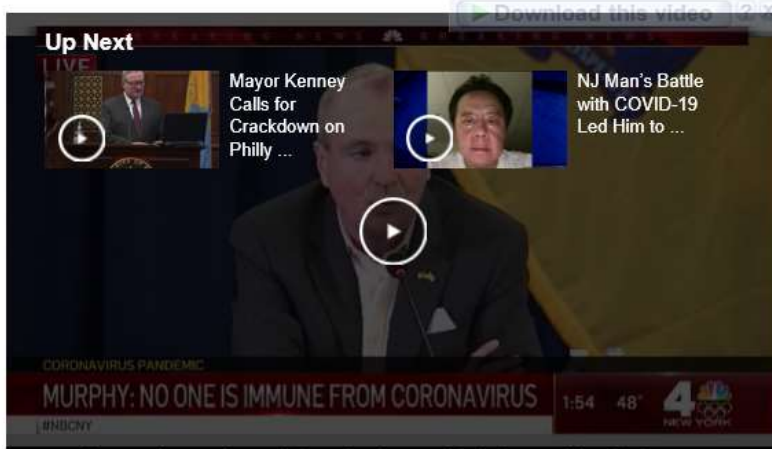 Download this video
Up Next
BREAKING NEWS
LIVE
Mayor Kenney
Calls for
Crackdown on
Philly ...
NJ Man's Battle
with COVID-19
Led Him to ...
CORONAVIRUS PANDEMIC
MURPHY: NO ONE IS IMMUNE FROM CORONAVIRUS
1:54 48°
4
NEW YORK
#NBCNY